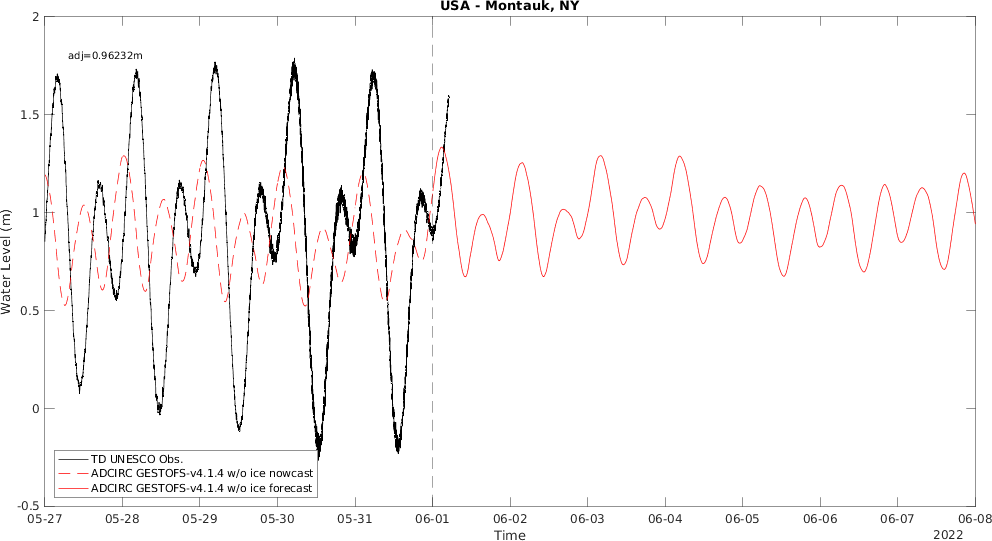 USA - Montauk, NY
2
adj=0.96232m
1.5
1
0.5
0
-0.5
Water Level (m)
TD UNESCO Obs.
ADCIRC GESTOFS-v4.1.4 w/o ice nowcast
ADCIRC GESTOFS-v4.1.4 w/o ice forecast
05-27 05-28 05-29 05-30 05-31 06-01 06-02 06-03 06-04 06-05 06-06 06-07 06-08
Time
2022